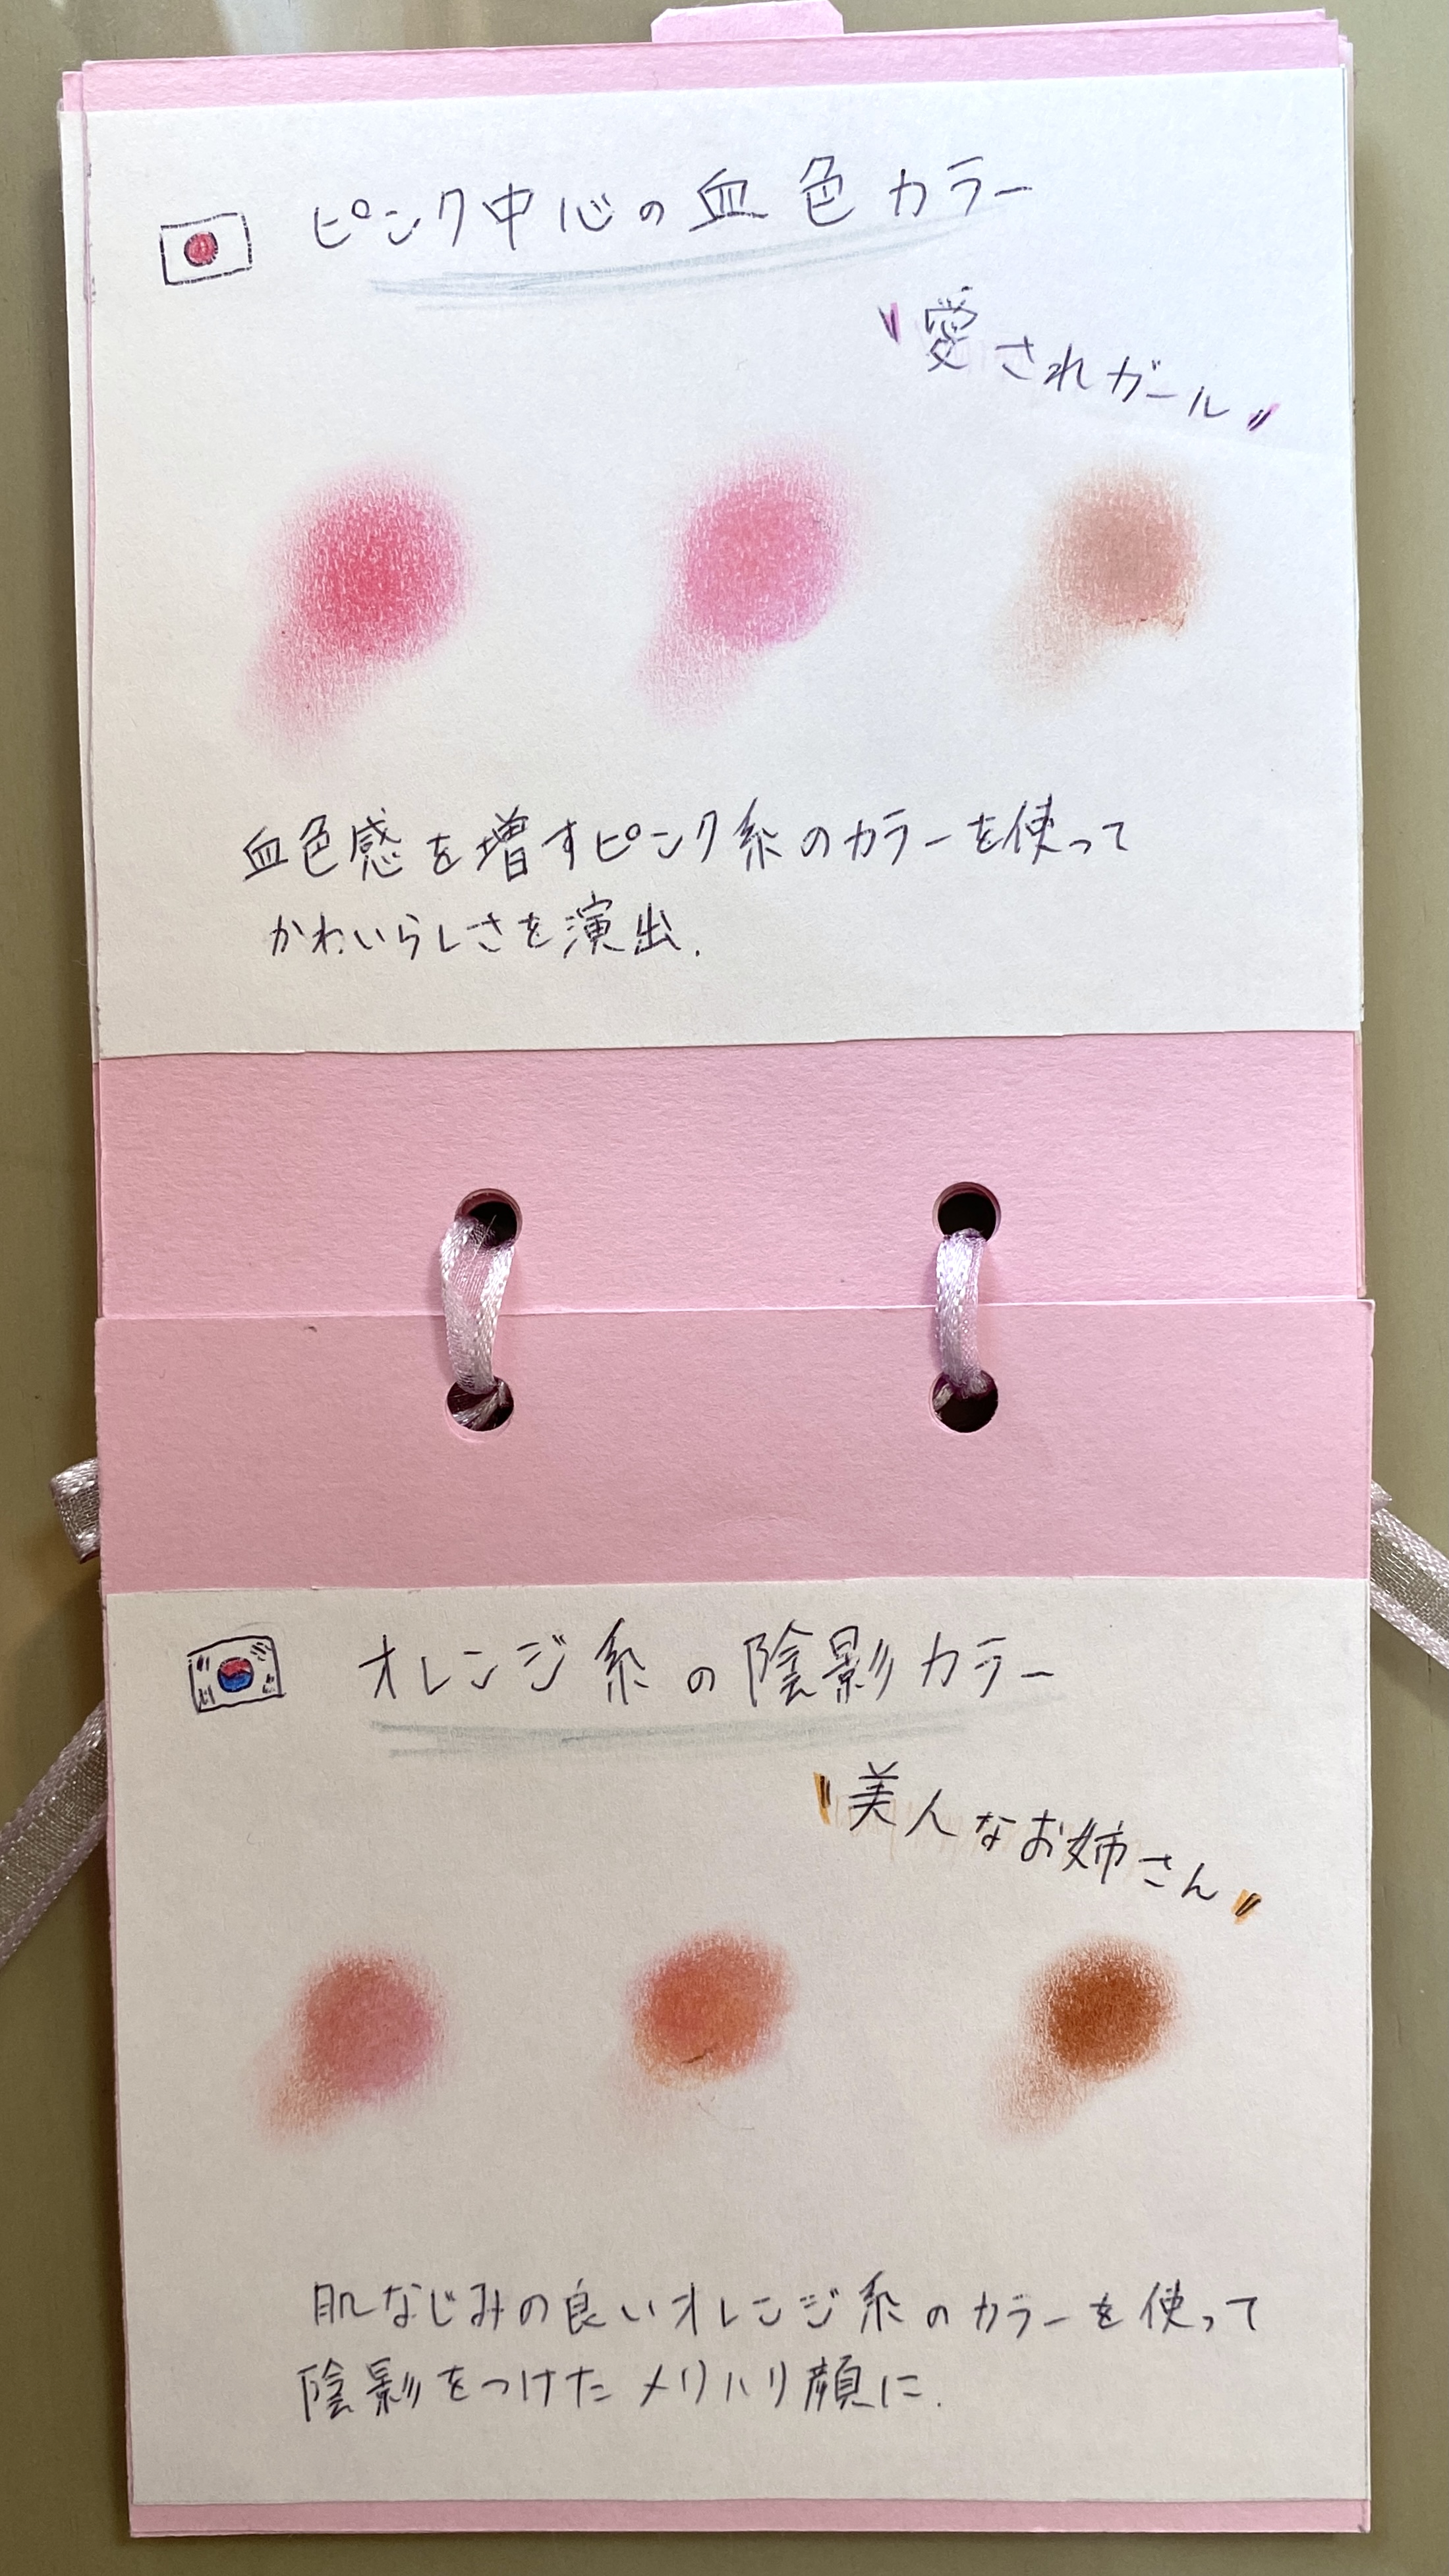 ピンク中心の血色カラー
"愛されガール"
血色感を増すピンク系のカラーを使って
かわいらしさを演出.
オレンジ系の陰影カラー
"美人なお姉さん"
肌なじみの良いオレンジ系のカラーを使って
陰影をつけたメリハリ顔に.